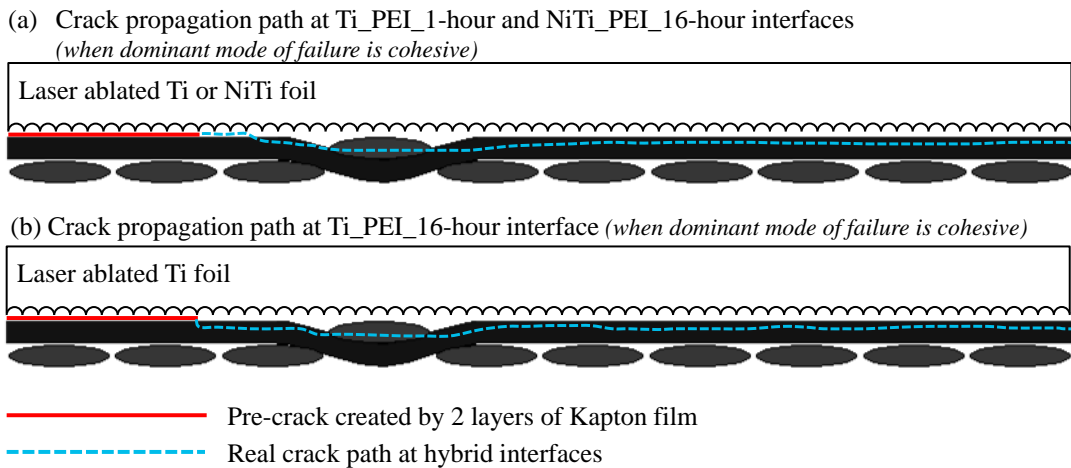 (a) Crack propagation path at Ti_PEI_1-hour and NiTi_PEI_16-hour interfaces
(when dominant mode of failure is cohesive)
Laser ablated Ti or NiTi foil
(b) Crack propagation path at Ti_PEI_16-hour interface (when dominant mode of failure is cohesive)
Laser ablated Ti foil
Pre-crack created by 2 layers of Kapton film
Real crack path at hybrid interfaces